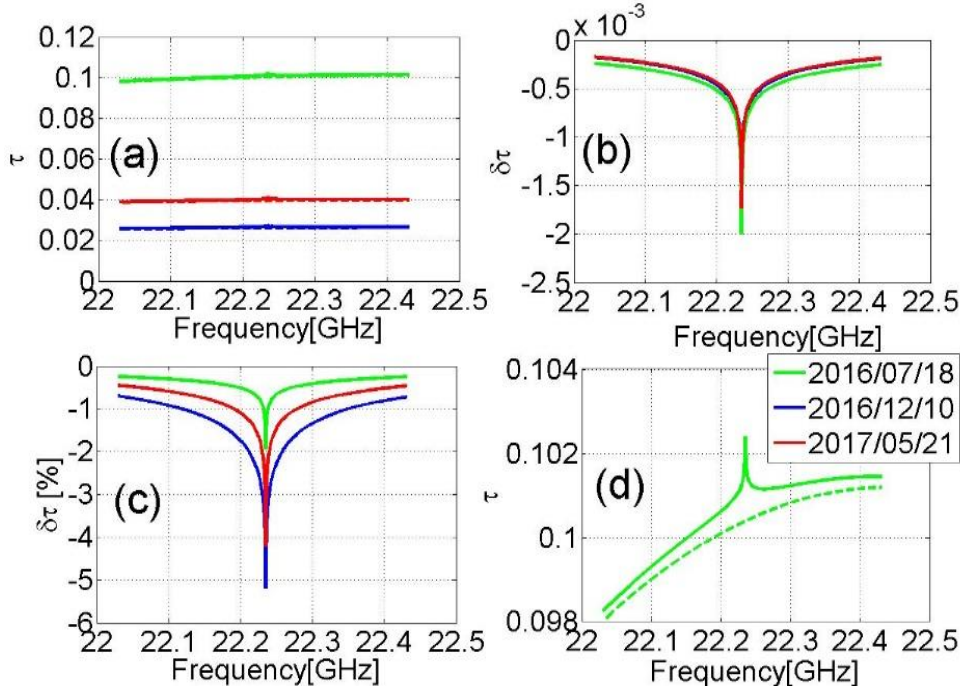 0.12
0.1
0.08
0.06
0.04
0.02
0
τ
(a)
22 22.1 22.2 22.3 22.4 22.5
Frequency[GHz]
x 10⁻³
0
-0.5
-1
-1.5
-2
-2.5
δτ
(b)
22 22.1 22.2 22.3 22.4 22.5
Frequency[GHz]
0
-1
-2
-3
-4
-5
-6
δτ [%]
(c)
22 22.1 22.2 22.3 22.4 22.5
Frequency[GHz]
0.104
0.102
0.1
0.098
τ
(d)
2016/07/18
2016/12/10
2017/05/21
22 22.1 22.2 22.3 22.4 22.5
Frequency[GHz]